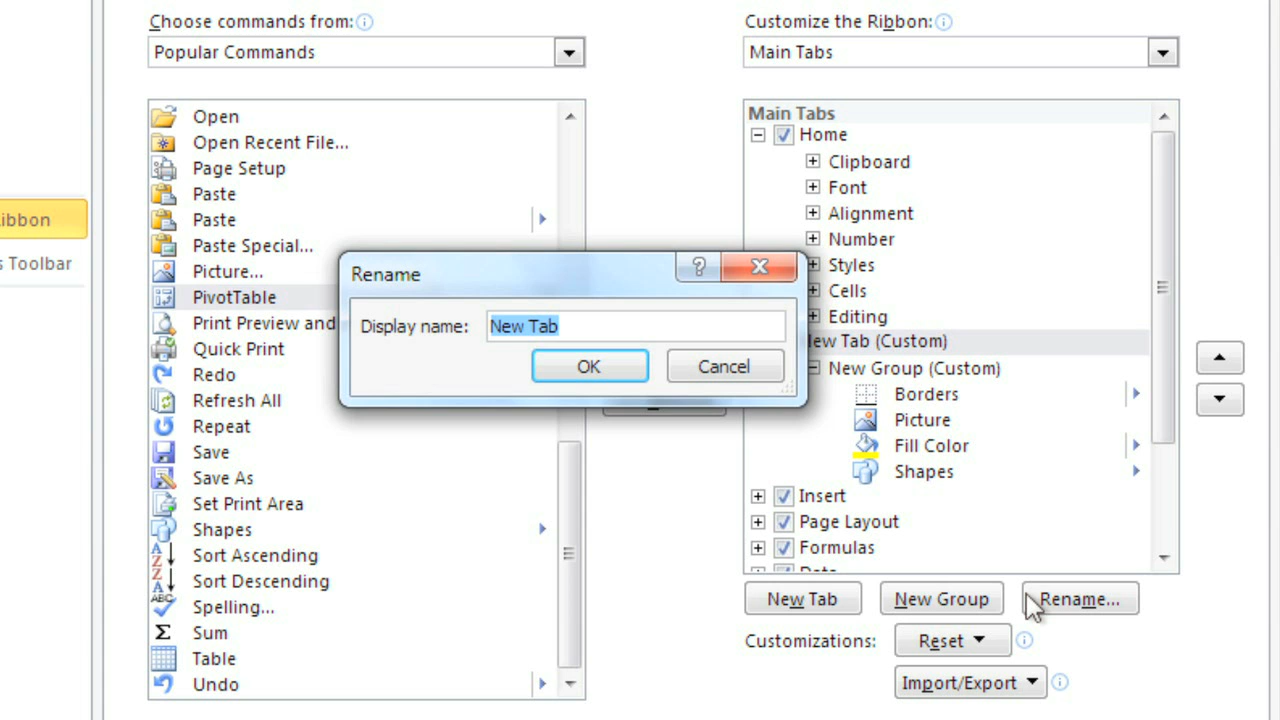 Choose commands from:
Popular Commands
Open
Open Recent File...
Page Setup
Paste
Paste
Paste Special...
Picture...
PivotTable
Print Preview and
Quick Print
Redo
Refresh All
Repeat
Save
Save As
Set Print Area
Shapes
Sort Ascending
Sort Descending
Spelling...
Sum
Table
Undo
ibbon
s Toolbar
Rename
Display name:
New Tab
OK
Cancel
Customize the Ribbon:
Main Tabs
Main Tabs
Home
Clipboard
Font
Alignment
Number
Styles
Cells
Editing
ew Tab (Custom)
New Group (Custom)
Borders
Picture
Fill Color
Shapes
Insert
Page Layout
Formulas
New Tab
New Group
Rename...
Customizations:
Reset
Import/Export